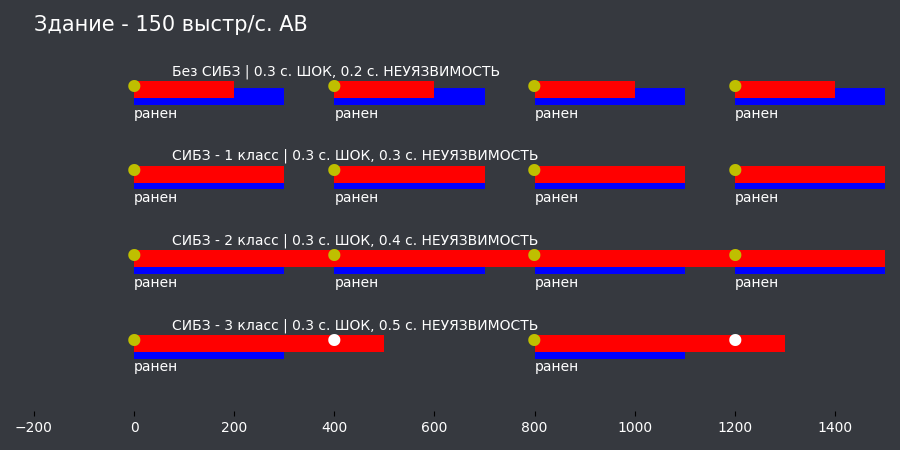 Здание - 150 выстр/с. АВ
Без СИБЗ | 0.3 с. ШОК, 0.2 с. НЕУЯЗВИМОСТЬ
ранен ранен ранен ранен
СИБЗ - 1 класс | 0.3 с. ШОК, 0.3 с. НЕУЯЗВИМОСТЬ
ранен ранен ранен ранен
СИБЗ - 2 класс | 0.3 с. ШОК, 0.4 с. НЕУЯЗВИМОСТЬ
ранен ранен ранен ранен
СИБЗ - 3 класс | 0.3 с. ШОК, 0.5 с. НЕУЯЗВИМОСТЬ
ранен ранен
−200 0 200 400 600 800 1000 1200 1400